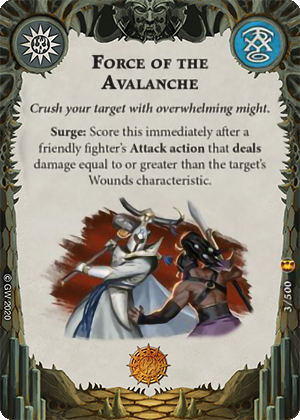 FORCE OF THE
AVALANCHE
Crush your target with overwhelming might.
Surge: Score this immediately after a
friendly fighter's Attack action that deals
damage equal to or greater than the target's
Wounds characteristic.
© GW 2020
3/500